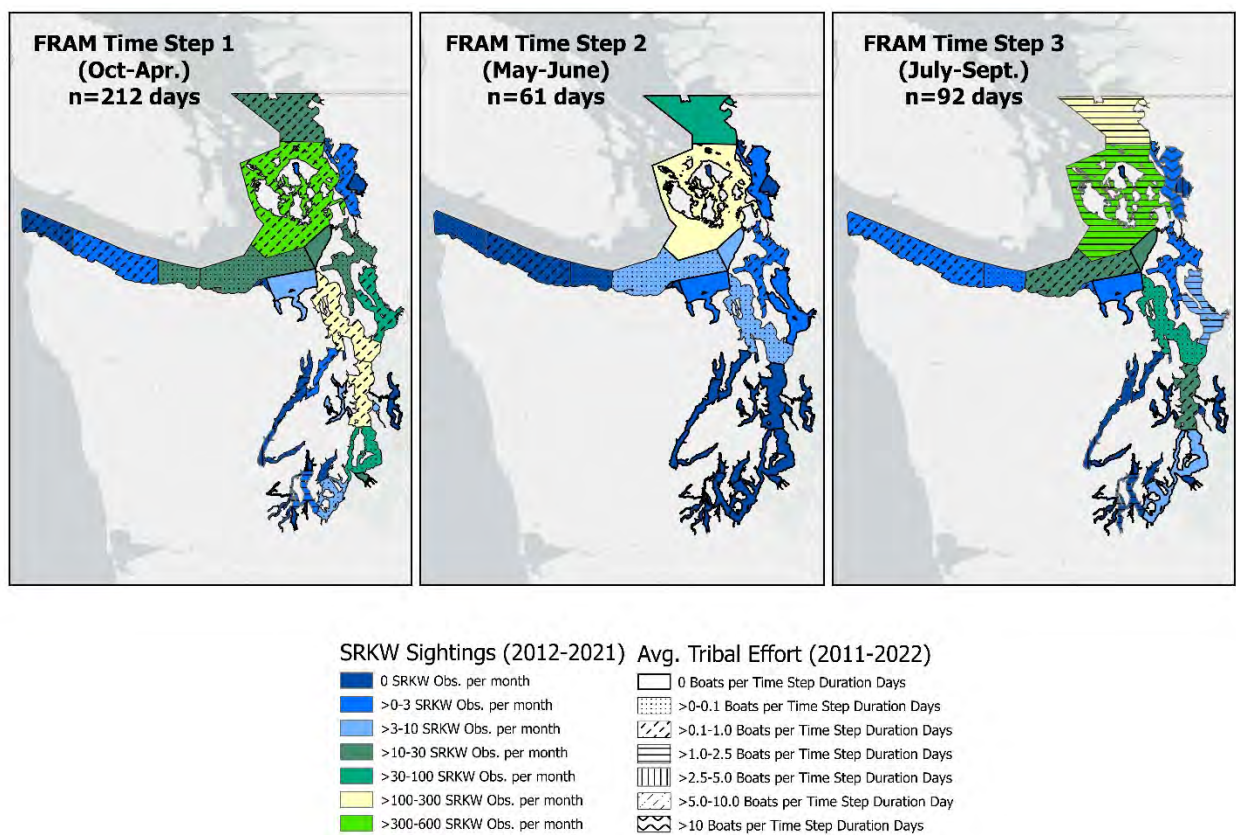 FRAM Time Step 1
(Oct-Apr.)
n=212 days
FRAM Time Step 2
(May-June)
n=61 days
FRAM Time Step 3
(July-Sept.)
n=92 days
SRKW Sightings (2012-2021)
0 SRKW Obs. per month
>0-3 SRKW Obs. per month
>3-10 SRKW Obs. per month
>10-30 SRKW Obs. per month
>30-100 SRKW Obs. per month
>100-300 SRKW Obs. per month
>300-600 SRKW Obs. per month
Avg. Tribal Effort (2011-2022)
0 Boats per Time Step Duration Days
>0-0.1 Boats per Time Step Duration Days
>0.1-1.0 Boats per Time Step Duration Days
>1.0-2.5 Boats per Time Step Duration Days
>2.5-5.0 Boats per Time Step Duration Days
>5.0-10.0 Boats per Time Step Duration Day
>10 Boats per Time Step Duration Days